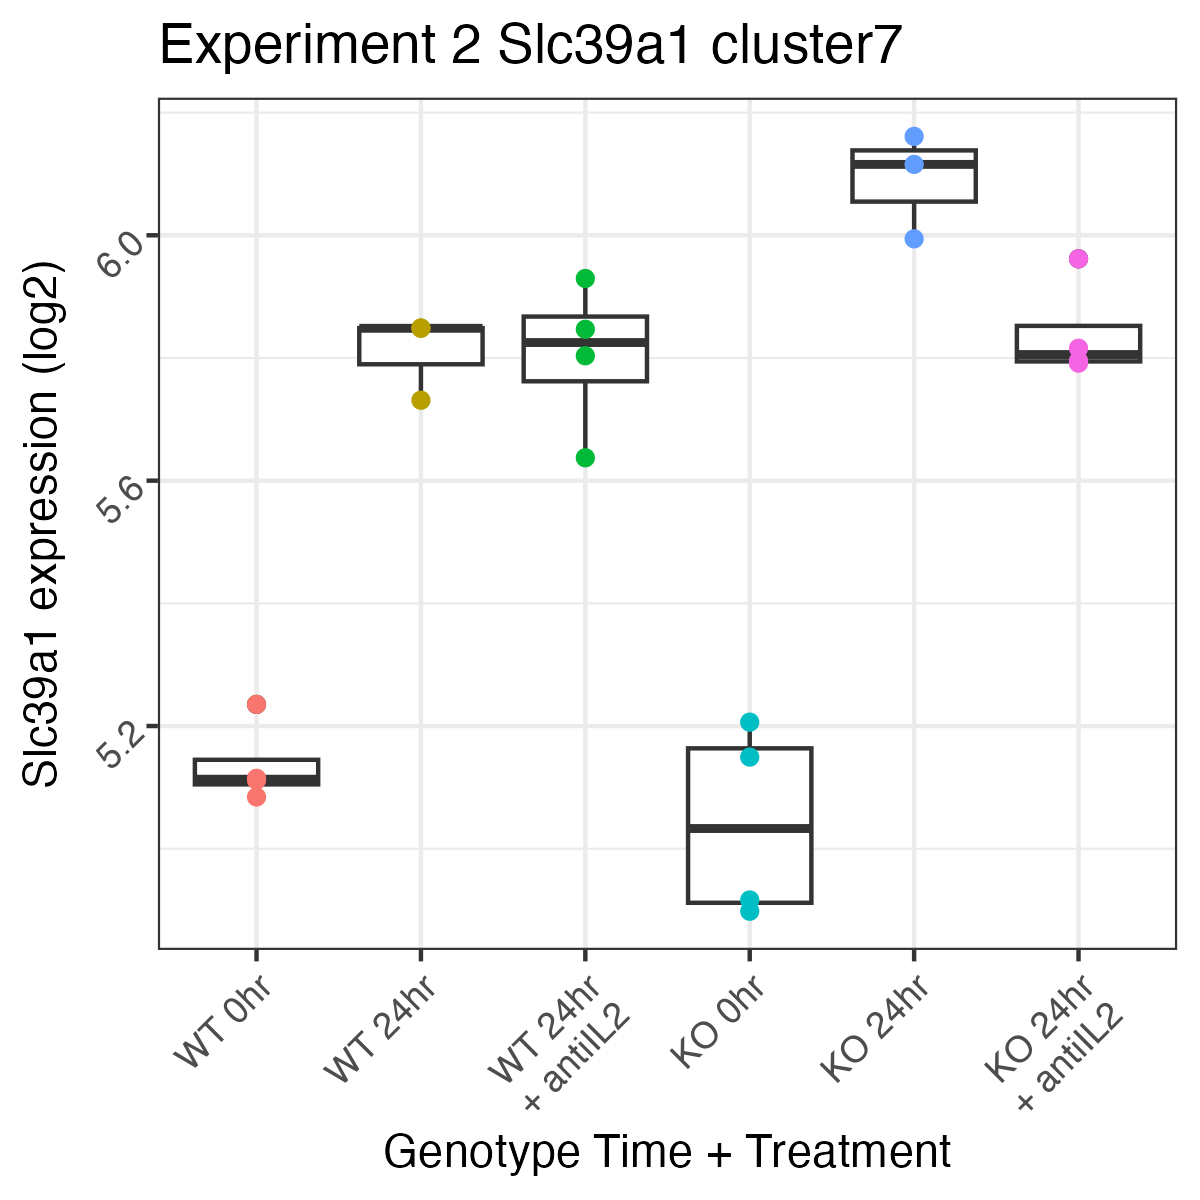 Experiment 2 Slc39a1 cluster7
Slc39a1 expression (log2)
6.0
5.6
5.2
WT 0hr
WT 24hr
WT 24hr
+ antiIL2
KO 0hr
KO 24hr
KO 24hr
+ antiIL2
Genotype Time + Treatment